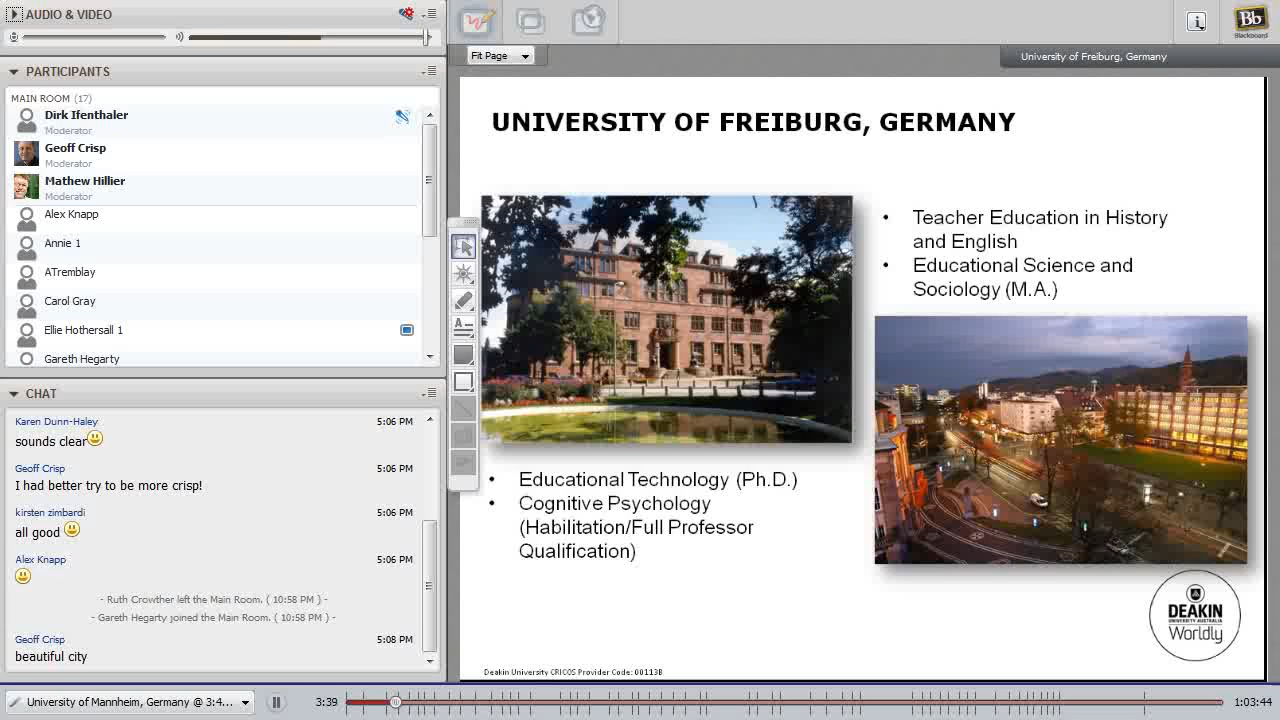 AUDIO & VIDEO
PARTICIPANTS
MAIN ROOM (17)
Dirk Ifenthaler
Moderator
Geoff Crisp
Moderator
Mathew Hillier
Moderator
Alex Knapp
Annie 1
ATremblay
Carol Gray
Ellie Hothersall 1
Gareth Hegarty
CHAT
Karen Dunn-Haley 5:06 PM
sounds clear
Geoff Crisp 5:06 PM
I had better try to be more crisp!
kirsten zimbardi 5:06 PM
all good
Alex Knapp 5:06 PM
- Ruth Crowther left the Main Room. ( 10:58 PM ) -
- Gareth Hegarty joined the Main Room. ( 10:58 PM ) -
Geoff Crisp 5:08 PM
beautiful city
Fit Page
University of Freiburg, Germany
Bb
Blackboard
UNIVERSITY OF FREIBURG, GERMANY
• Teacher Education in History
and English
• Educational Science and
Sociology (M.A.)
• Educational Technology (Ph.D.)
• Cognitive Psychology
(Habilitation/Full Professor
Qualification)
DEAKIN
UNIVERSITY AUSTRALIA
Worldly
Deakin University CRICOS Provider Code: 00113B
University of Mannheim, Germany @ 3:4...
3:39
1:03:44